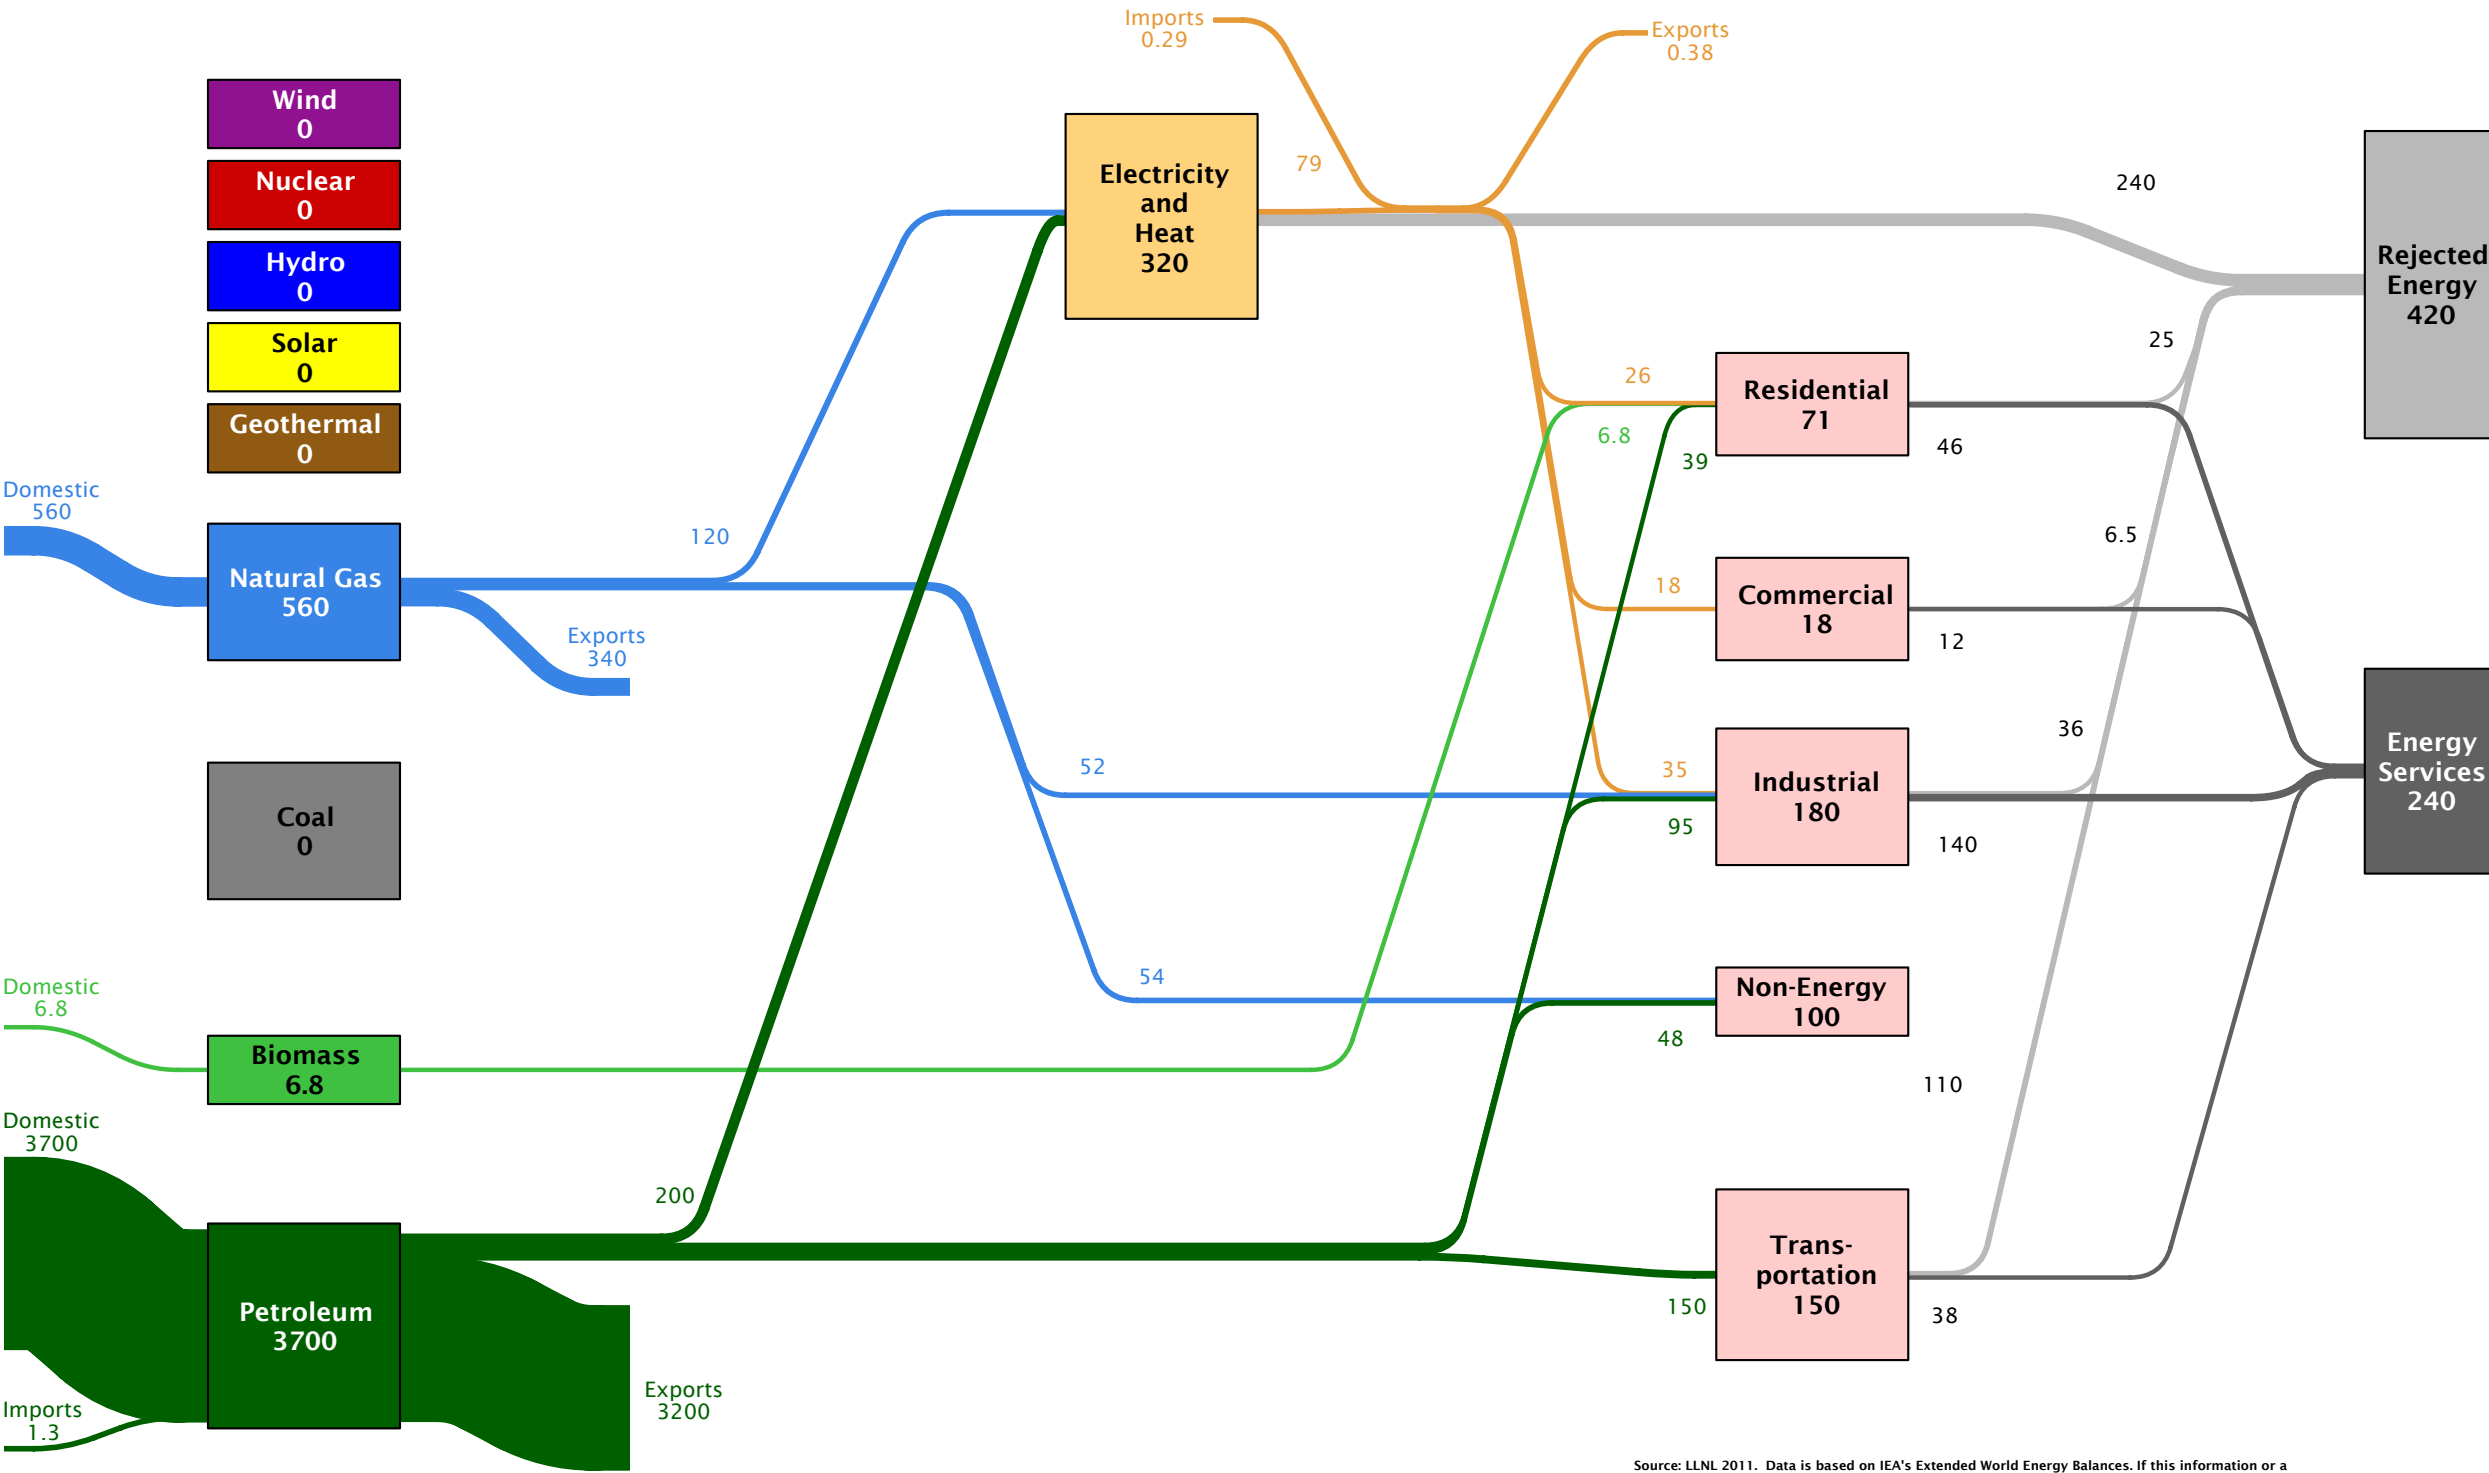 Imports
0.29
Exports
0.38
Wind
0
Nuclear
0
Hydro
0
Solar
0
Geothermal
0
Domestic
560
Natural Gas
560
Exports
340
120
Coal
0
Domestic
6.8
Biomass
6.8
Domestic
3700
Petroleum
3700
Imports
1.3
Exports
3200
200
Electricity
and
Heat
320
79
52
54
26
6.8
39
Residential
71
18
Commercial
18
35
95
Industrial
180
48
Non-Energy
100
150
Trans-
portation
150
240
25
46
6.5
12
36
140
110
38
Rejected
Energy
420
Energy
Services
240
Source: LLNL 2011. Data is based on IEA's Extended World Energy Balances. If this information or a